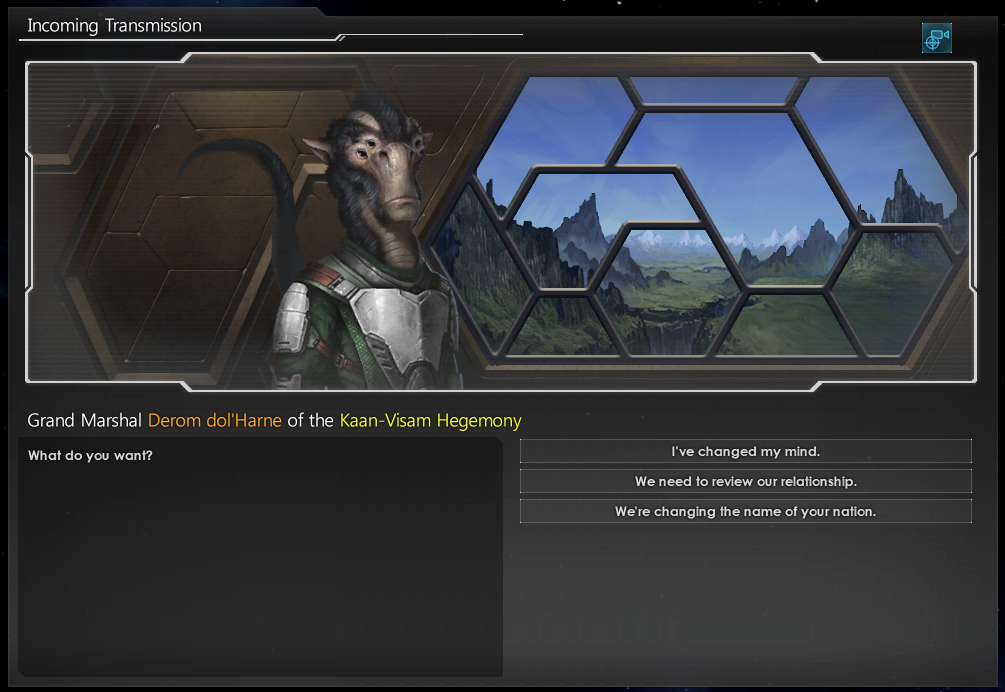 Incoming Transmission
Grand Marshal Derom dol'Harne of the Kaan-Visam Hegemony
What do you want?
I've changed my mind.
We need to review our relationship.
We're changing the name of your nation.